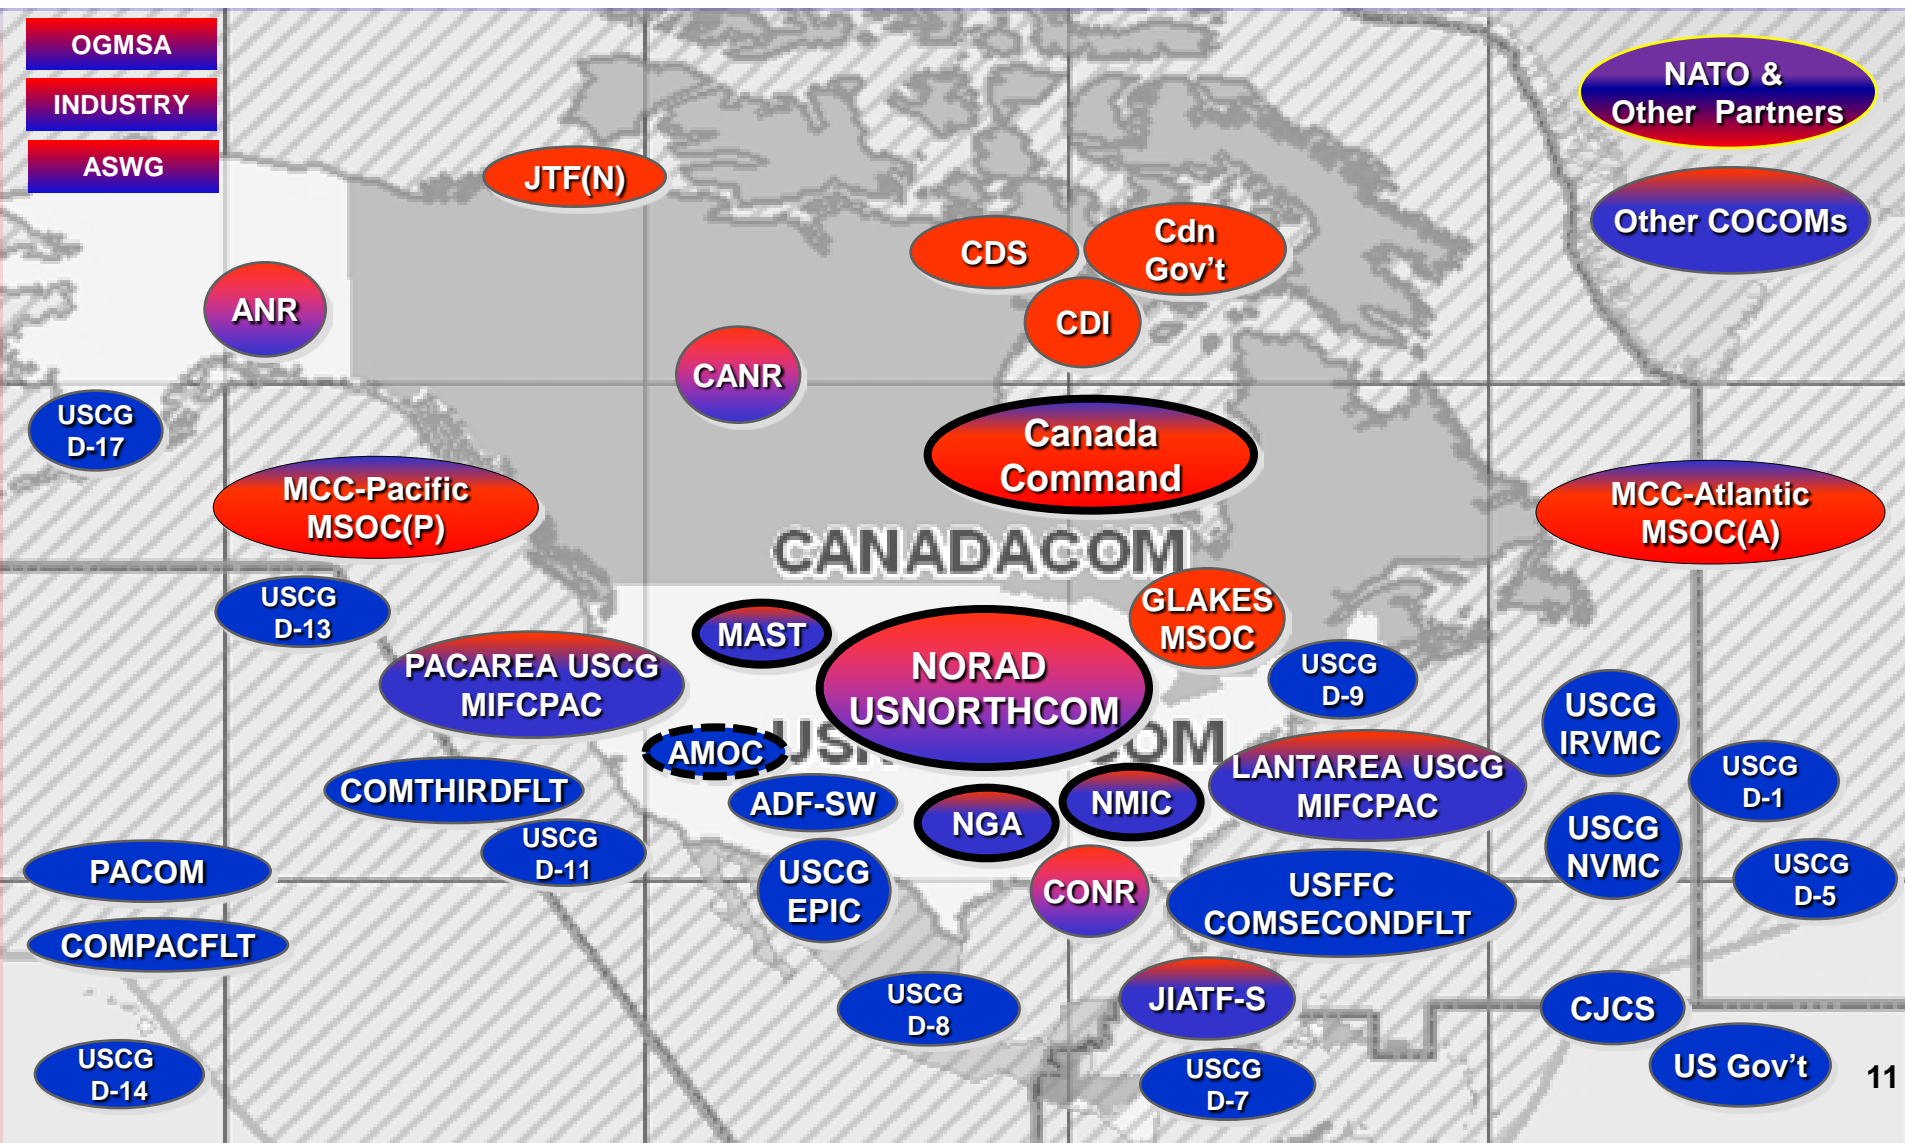 OGMSA
INDUSTRY
ASWG
NATO &
Other Partners
Other COCOMs
JTF(N)
CDS
Cdn
Gov't
CDI
ANR
CANR
USCG
D-17
Canada
Command
MCC-Pacific
MSOC(P)
MCC-Atlantic
MSOC(A)
CANADACOM
USCG
D-13
GLAKES
MSOC
MAST
NORAD
USNORTHCOM
PACAREA USCG
MIFCPAC
USCG
D-9
USCG
IRVMC
AMOC
US OM
LANTAREA USCG
MIFCPAC
USCG
D-1
COMTHIRDFLT
ADF-SW
NGA
NMIC
USCG
D-11
USCG
NVMC
PACOM
USCG
EPIC
CONR
USFFC
COMSECONDFLT
USCG
D-5
COMPACFLT
USCG
D-8
JIATF-S
CJCS
USCG
D-14
USCG
D-7
US Gov't
11